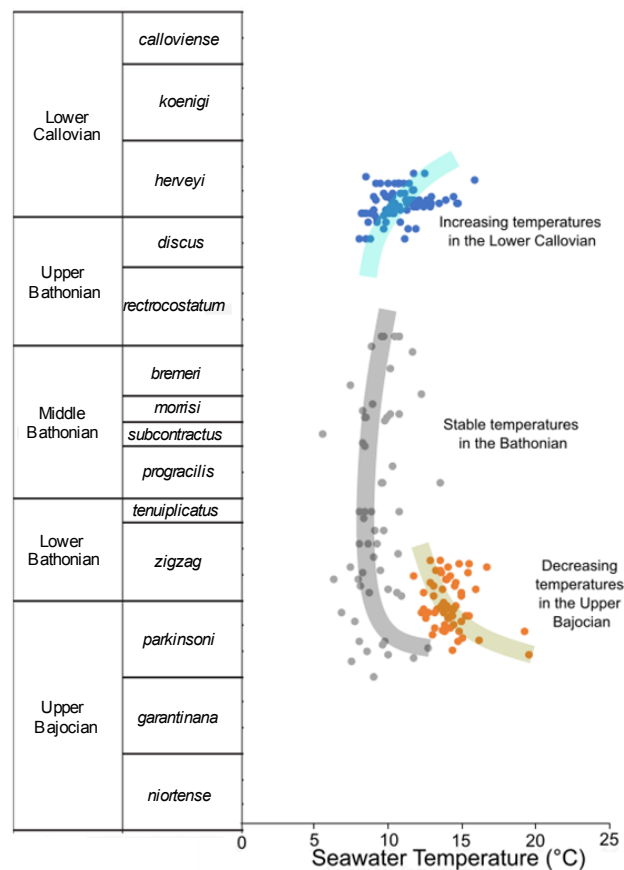 calloviense
Lower
Callovian
koenigi
herveyi
discus
Upper
Bathonian
rectrocostatum
bremeri
Middle
Bathonian
morrisi
subcontractus
progracilis
tenuiplicatus
Lower
Bathonian
zigzag
parkinsoni
Upper
Bajocian
garantinana
niortense
Increasing temperatures
in the Lower Callovian
Stable temperatures
in the Bathonian
Decreasing
temperatures
in the Upper
Bajocian
0 5 10 15 20 25
Seawater Temperature (°C)